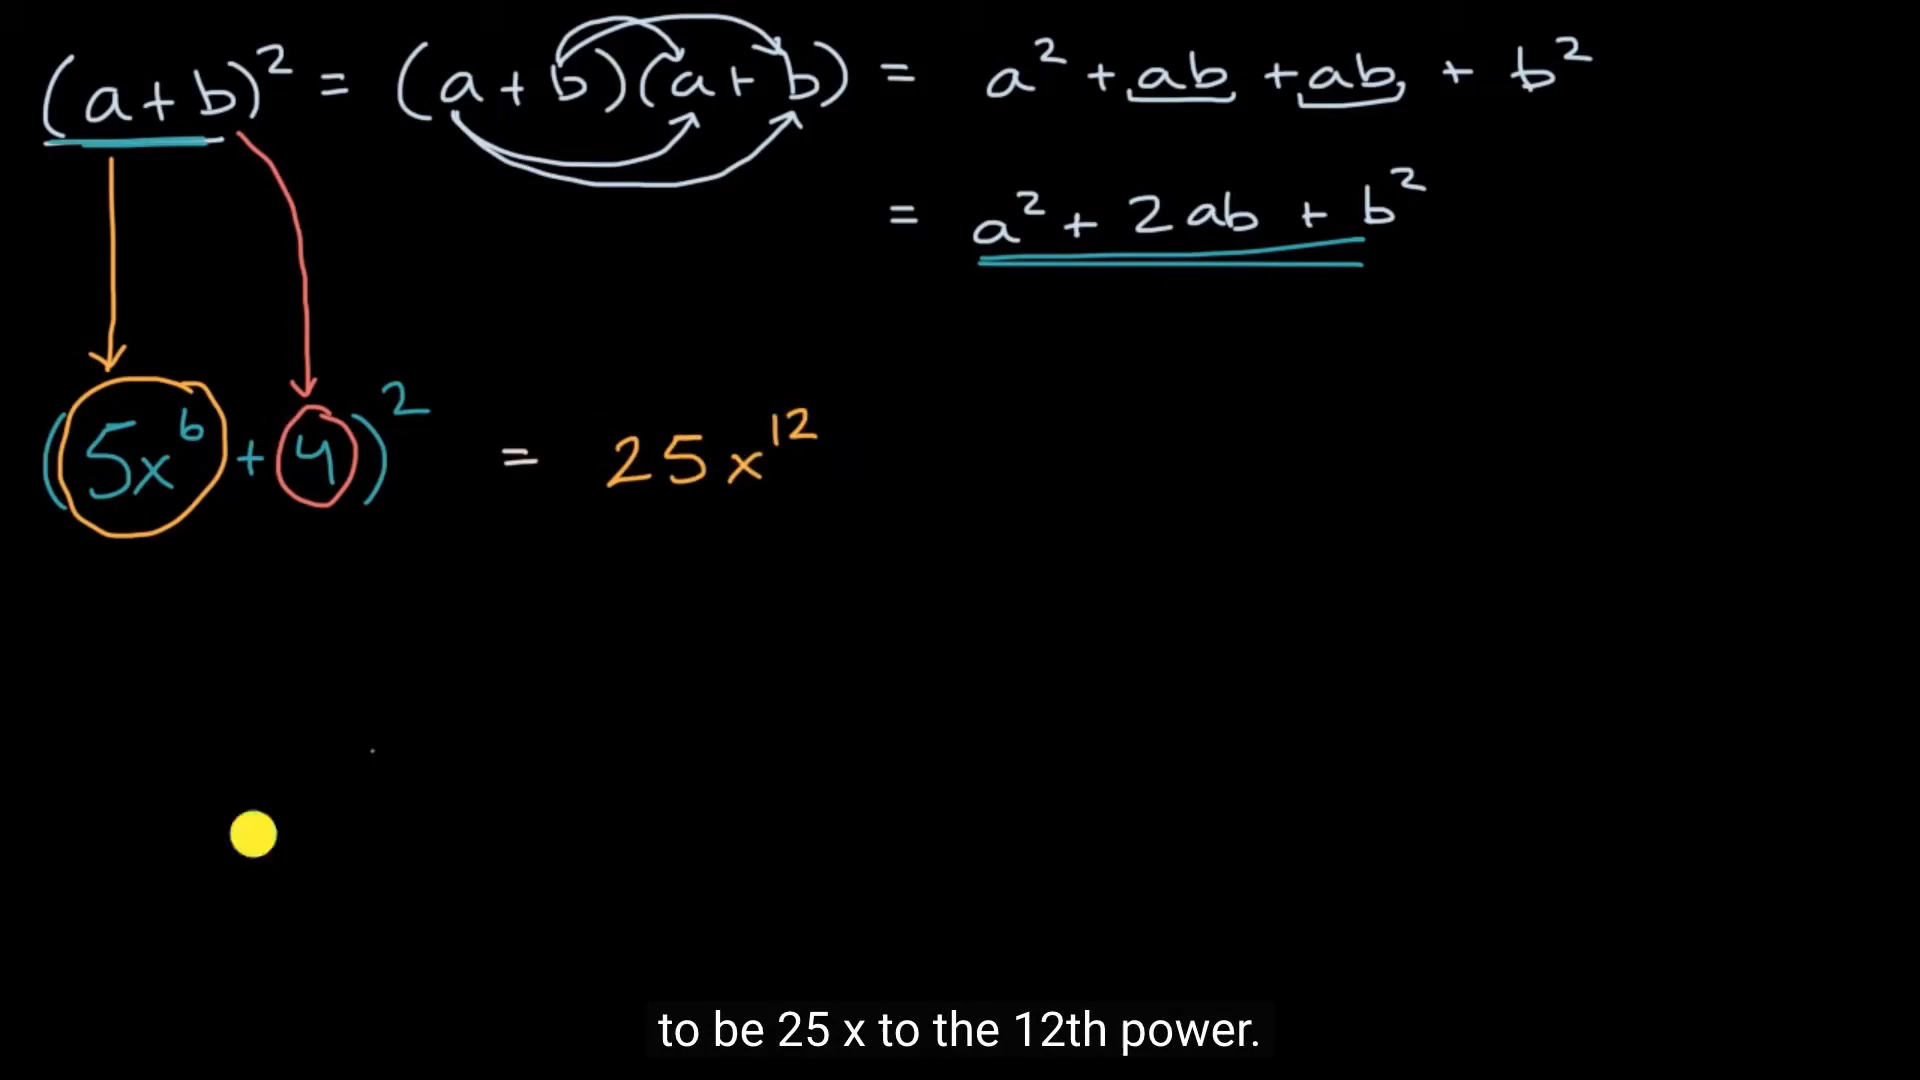 (a+b)² = (a+b)(a+b) = a² + ab + ab + b²
= a² + 2ab + b²
(5x⁶ + 4)² = 25x¹²
to be 25 x to the 12th power.